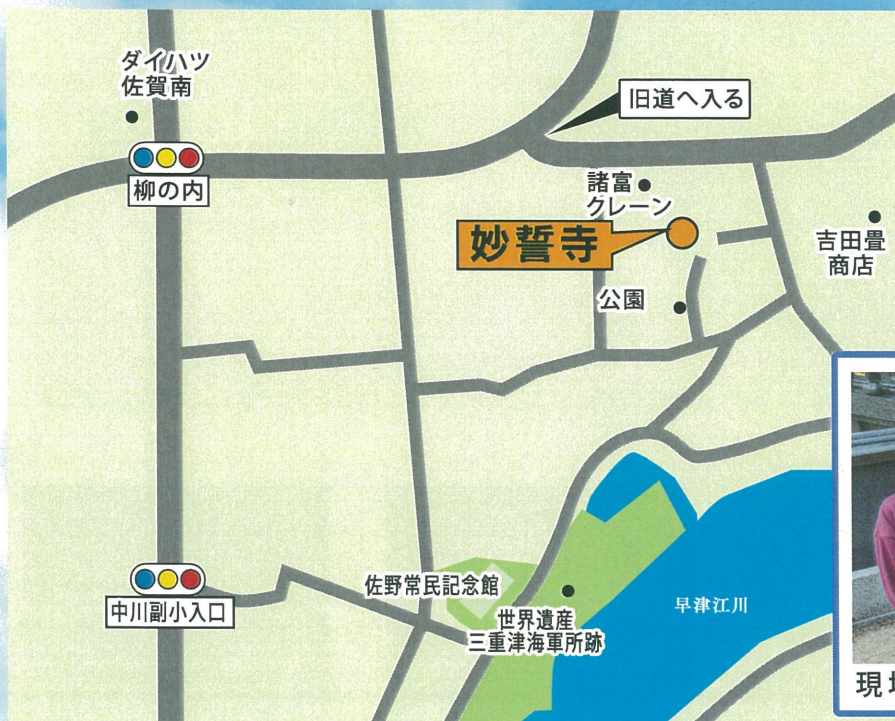 ダイハツ
佐賀南
旧道へ入る
柳の内
諸富
クレーン
妙誓寺
吉田畳
商店
公園
佐野常民記念館
中川副小入口
世界遺産
三重津海軍所跡
早津江川
現